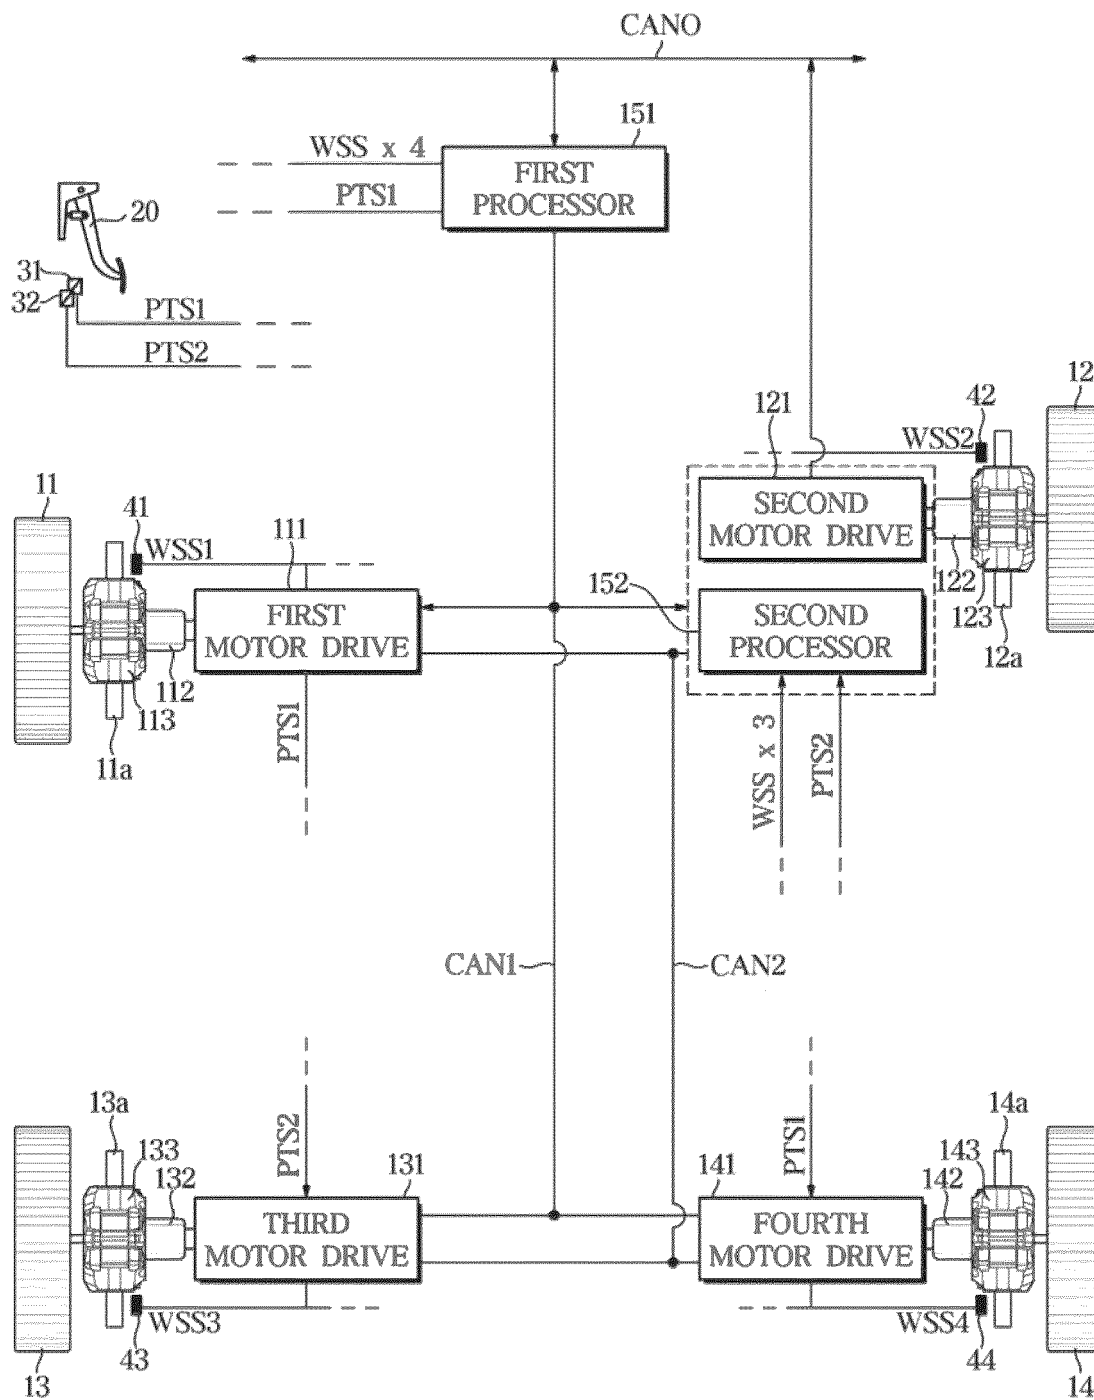 CANO
151
WSS x 4
FIRST
PROCESSOR
PTS1
20
31
32
PTS1
PTS2
12
121
42
WSS2
11
41
WSS1
111
SECOND
MOTOR DRIVE
122
123
152
FIRST
MOTOR DRIVE
SECOND
PROCESSOR
12a
112
113
11a
PTS1
WSS x 3
PTS2
CAN1
CAN2
13a
133
132
PTS2
131
141
PTS1
14a
143
142
THIRD
MOTOR DRIVE
FOURTH
MOTOR DRIVE
WSS3
WSS4
43
44
13
14